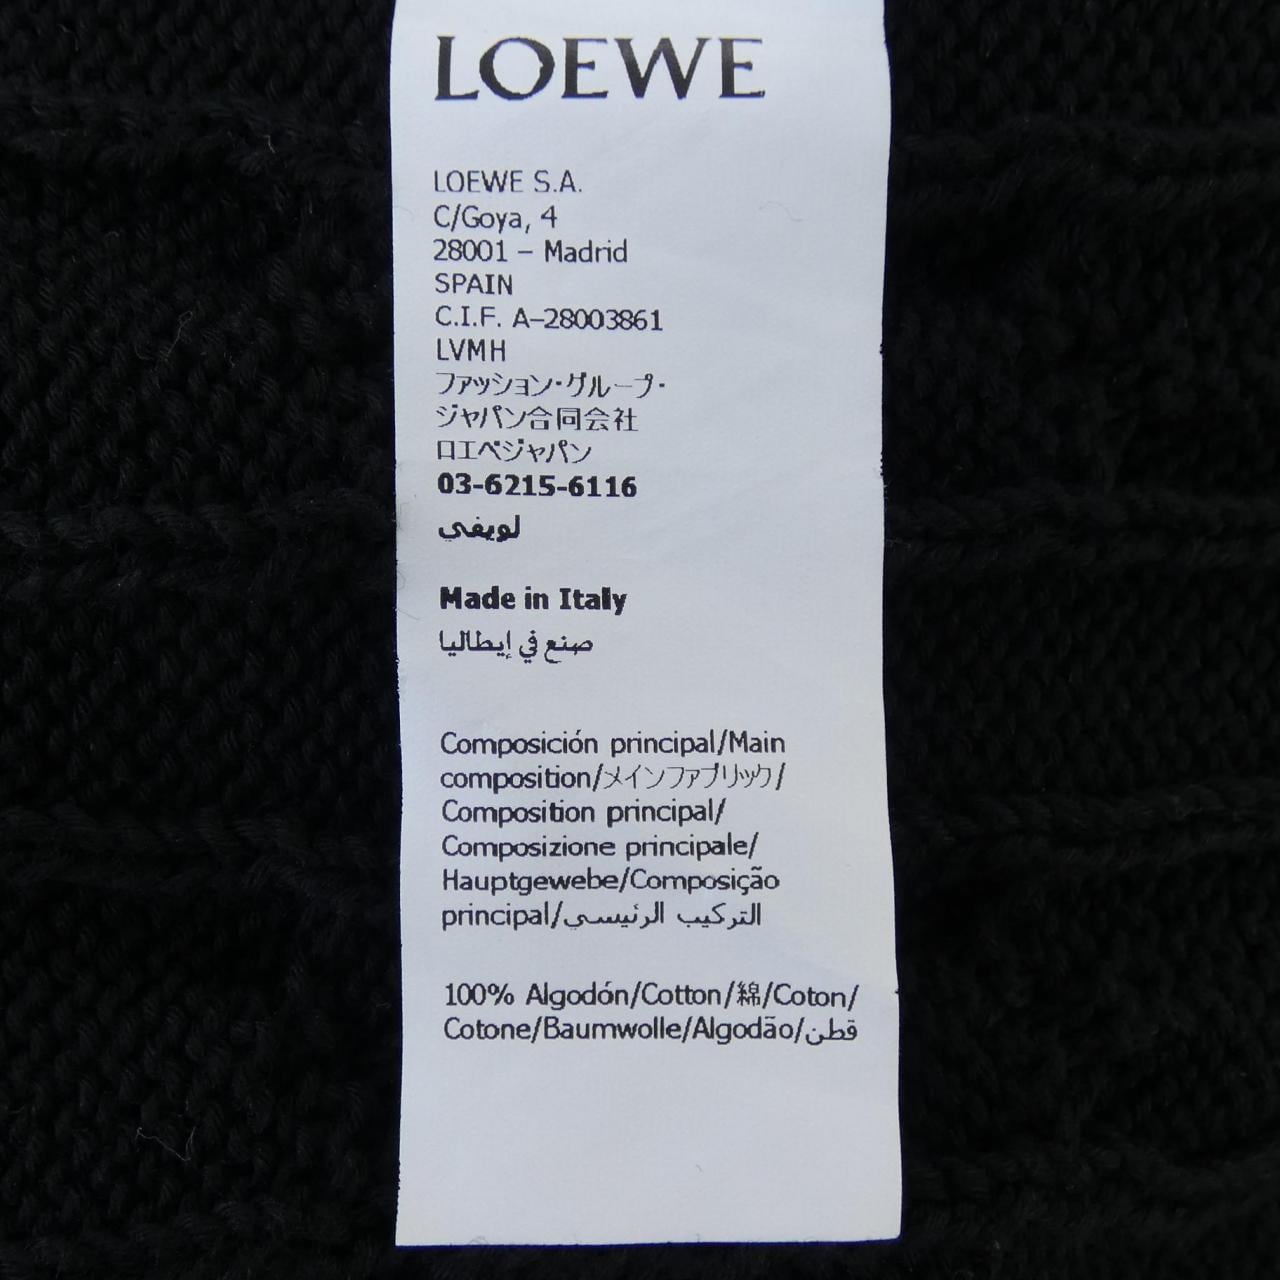 LOEWE
LOEWE S.A.
C/Goya, 4
28001 – Madrid
SPAIN
C.I.F. A–28003861
LVMH
ファッション・グループ・
ジャパン合同会社
ロエベジャパン
03-6215-6116
لويفي
Made in Italy
صنع في إيطاليا
Composición principal/Main
composition/メインファブリック/
Composition principal/
Composizione principale/
Hauptgewebe/Composição
principal/التركيب الرئيسي
100% Algodón/Cotton/綿/Coton/
Cotone/Baumwolle/Algodão/قطن